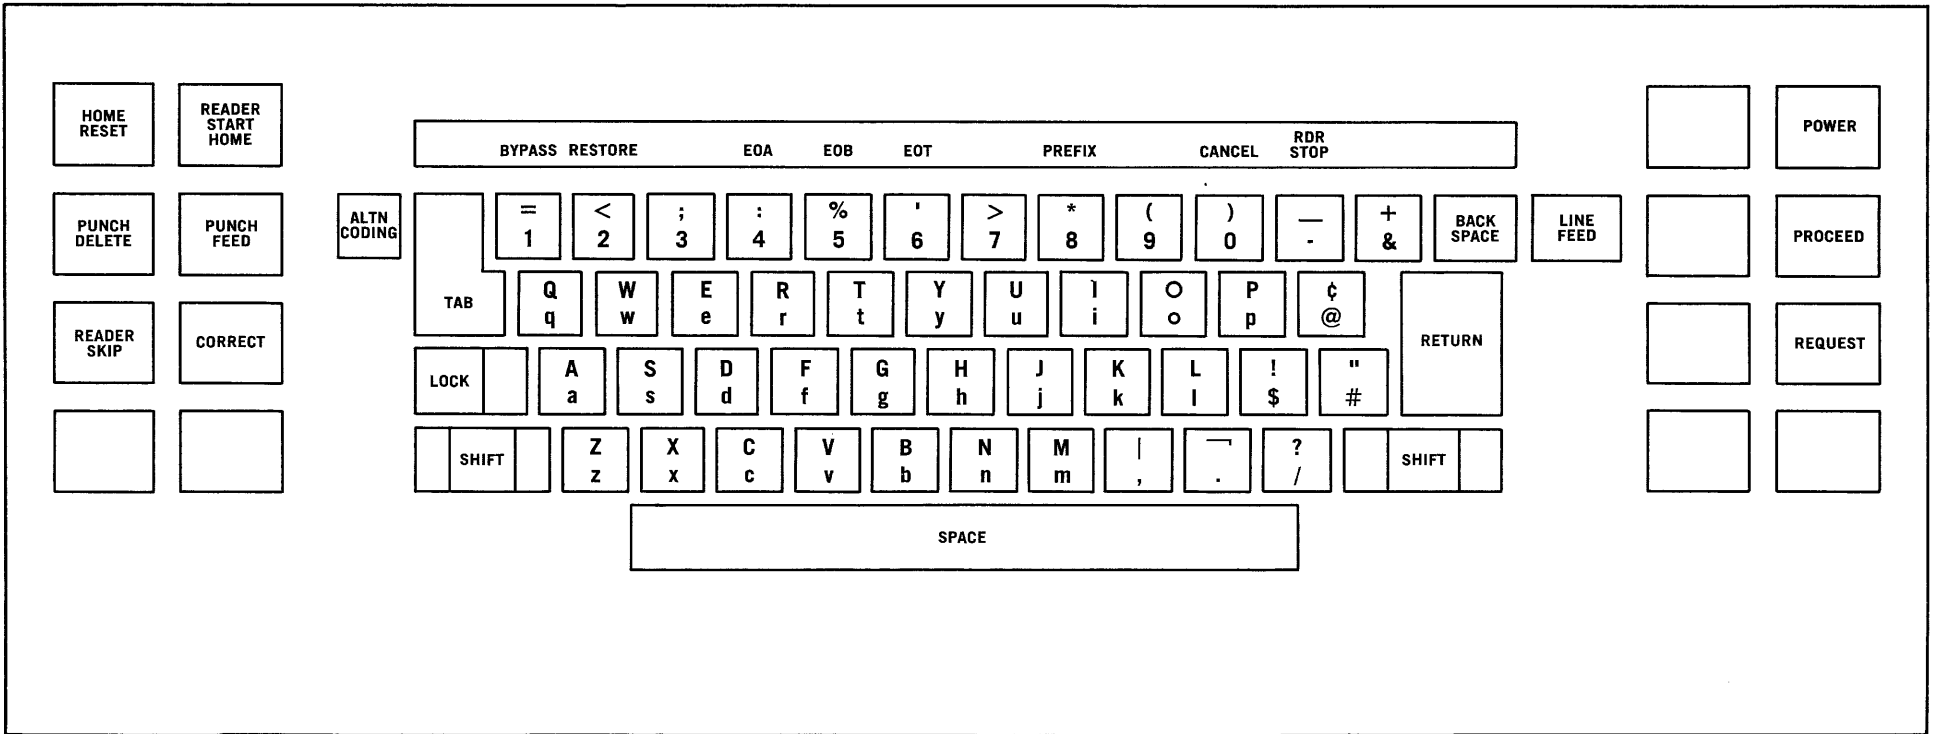 HOME
RESET
READER
START
HOME
PUNCH
DELETE
PUNCH
FEED
READER
SKIP
CORRECT
ALTN
CODING
BYPASS RESTORE EOA EOB EOT PREFIX CANCEL RDR
STOP
= < ; : % ' > * ( ) _ +
1 2 3 4 5 6 7 8 9 0 - &
BACK
SPACE
LINE
FEED
TAB
Q W E R T Y U I O P ¢
q w e r t y u i o p @
RETURN
LOCK
A S D F G H J K L ! "
a s d f g h j k l $ #
SHIFT
Z X C V B N M | ¬ ?
z x c v b n m , . /
SHIFT
SPACE
POWER
PROCEED
REQUEST